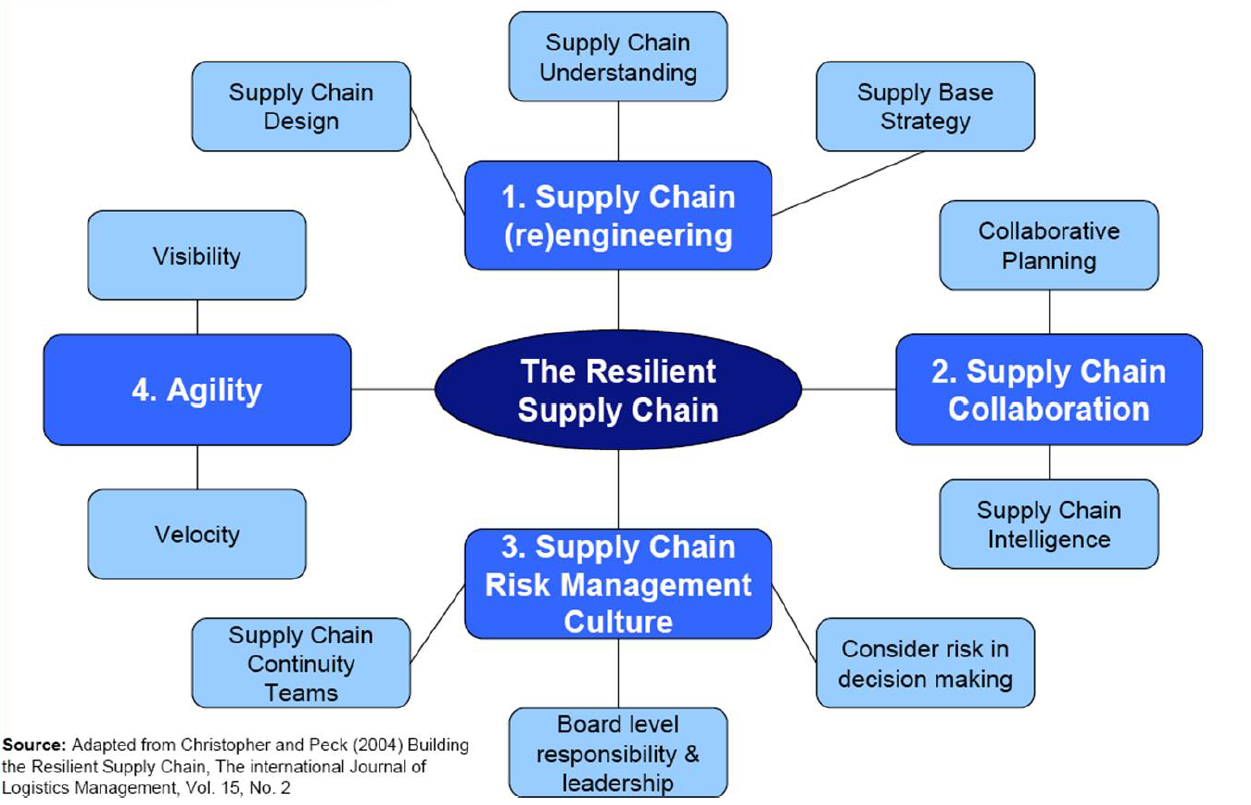 Supply Chain
Understanding
Supply Chain
Design
Supply Base
Strategy
1. Supply Chain
(re)engineering
Visibility
Collaborative
Planning
4. Agility
The Resilient
Supply Chain
2. Supply Chain
Collaboration
Velocity
Supply Chain
Intelligence
3. Supply Chain
Risk Management
Culture
Supply Chain
Continuity
Teams
Consider risk in
decision making
Board level
responsibility &
leadership
Source: Adapted from Christopher and Peck (2004) Building
the Resilient Supply Chain, The international Journal of
Logistics Management, Vol. 15, No. 2